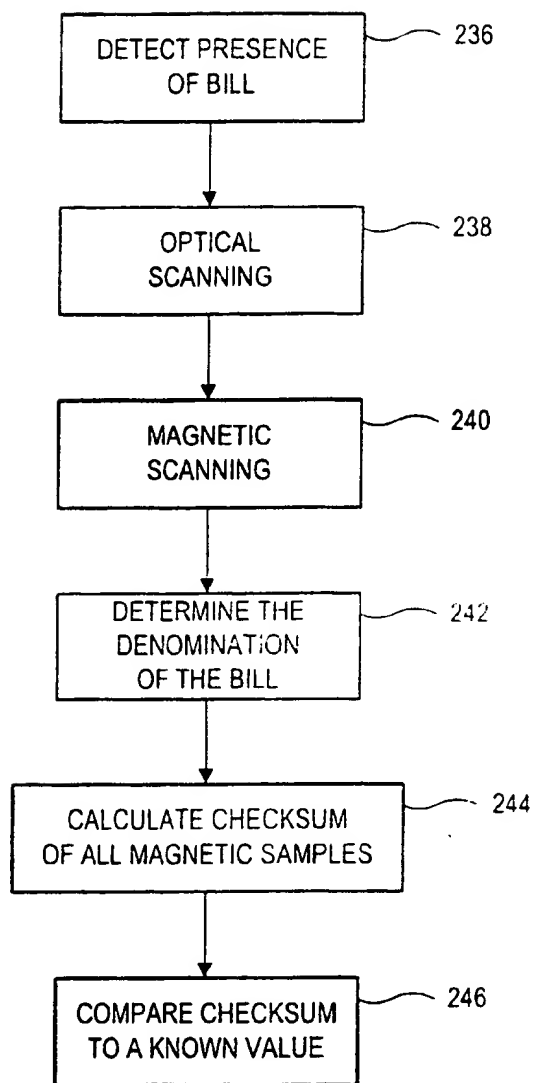 DETECT PRESENCE
OF BILL
236
OPTICAL
SCANNING
238
MAGNETIC
SCANNING
240
DETERMINE THE
DENOMINATION
OF THE BILL
242
CALCULATE CHECKSUM
OF ALL MAGNETIC SAMPLES
244
COMPARE CHECKSUM
TO A KNOWN VALUE
246